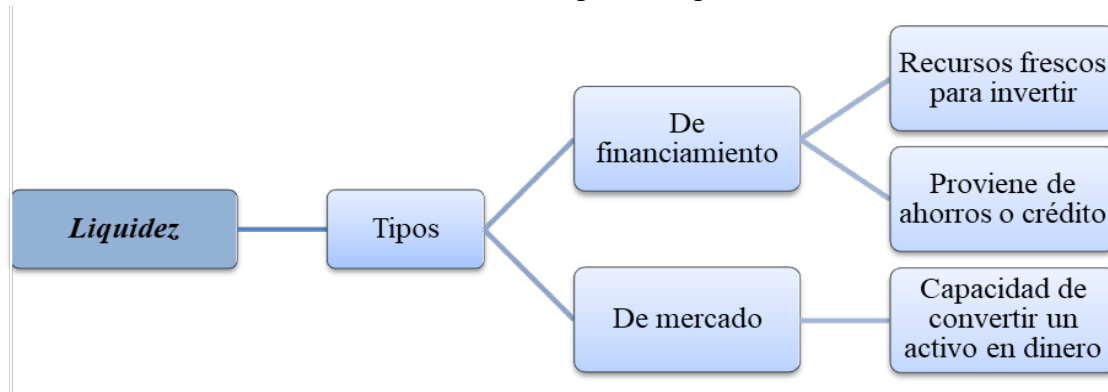 Liquidez
Tipos
De
financiamiento
Recursos frescos
para invertir
Proviene de
ahorros o crédito
De mercado
Capacidad de
convertir un
activo en dinero